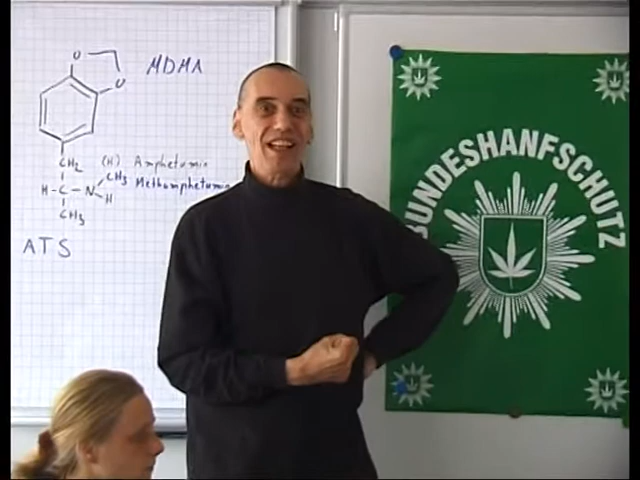 MDMA
O
O
CH₂
(H) Amphetamin
CH₃ Methamphetamin
H-C-N-H
CH₃
ATS
BUNDESHANFSCHUTZ